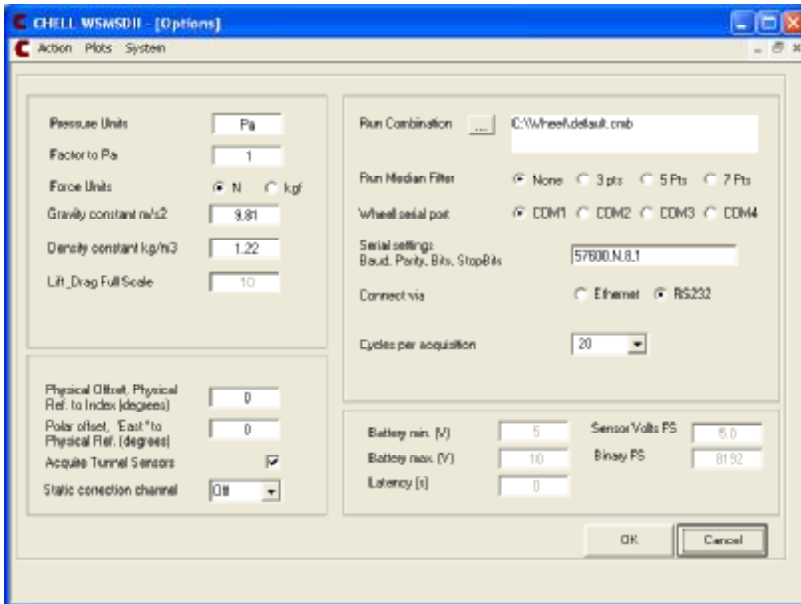 CHELL WSMSDII - [Options]
Action Plots System
Pressure Units Pa
Factor to Pa 1
Force Units N kgf
Gravity constant m/s2 9.81
Density constant kg/m3 1.22
Lift_Drag Full Scale 10
Physical Offset, Physical
Ref. to Index (degrees) 0
Polar offset, "East" to
Physical Ref. (degrees) 0
Acquire Tunnel Sensors
Static correction channel Off
Run Combination ... C:\Wheel\default.cmb
Run Median Filter None 3 pts 5 Pts 7 Pts
Wheel serial port COM1 COM2 COM3 COM4
Serial settings
Baud, Parity, Bits, StopBits 57600,N,8,1
Connect via Ethernet RS232
Cycles per acquisition 20
Battery min. (V) 5 Sensor Volts FS 5.0
Battery max. (V) 10 Binary FS 8192
Latency (s) 0
OK Cancel